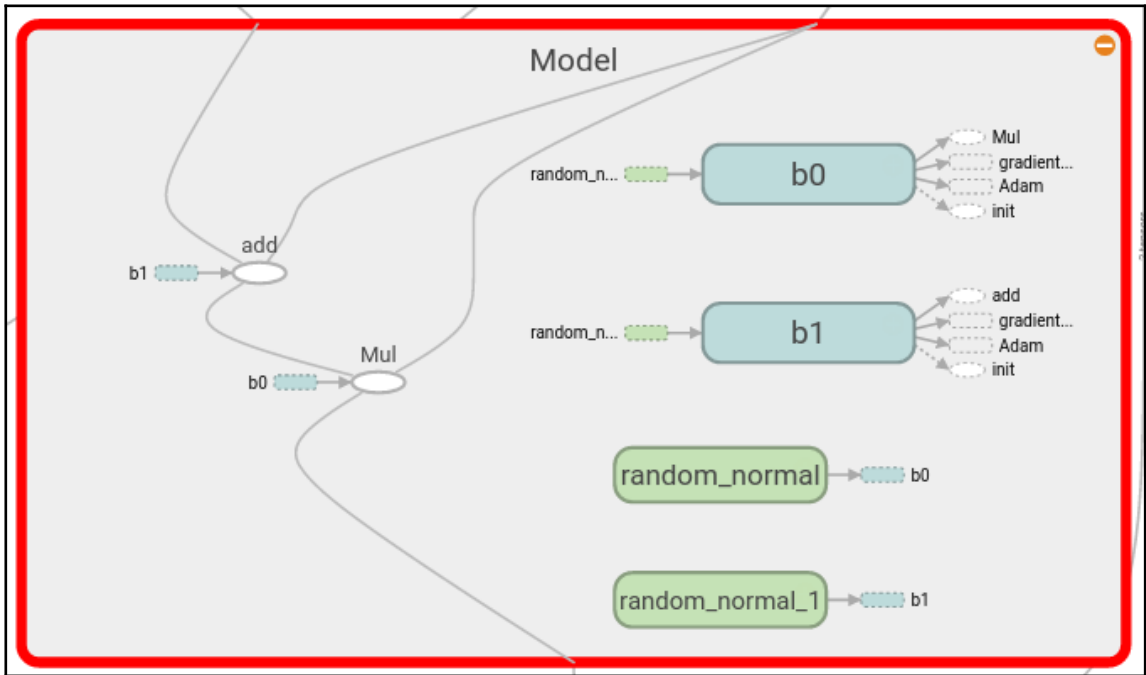 Model
Mul
random_n... b0 gradient...
Adam
init
add
b1
add
random_n... b1 gradient...
Adam
Mul
init
b0
random_normal b0
random_normal_1 b1